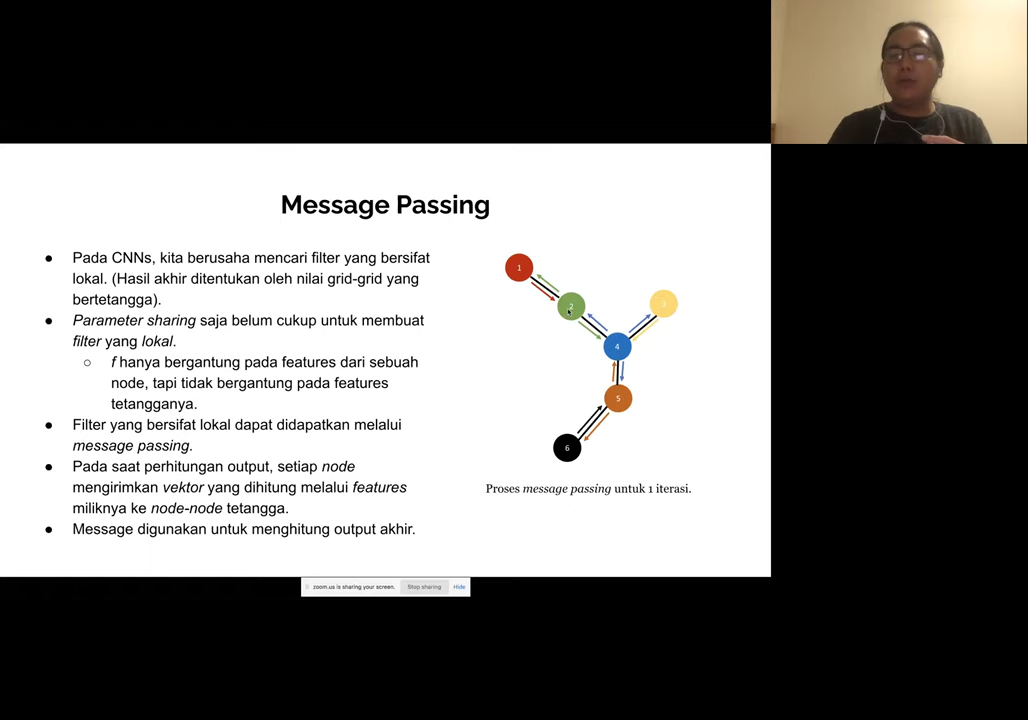 Message Passing
● Pada CNNs, kita berusaha mencari filter yang bersifat
lokal. (Hasil akhir ditentukan oleh nilai grid-grid yang
bertetangga).
● Parameter sharing saja belum cukup untuk membuat
filter yang lokal.
○ f hanya bergantung pada features dari sebuah
node, tapi tidak bergantung pada features
tetangganya.
● Filter yang bersifat lokal dapat didapatkan melalui
message passing.
● Pada saat perhitungan output, setiap node
mengirimkan vektor yang dihitung melalui features
miliknya ke node-node tetangga.
● Message digunakan untuk menghitung output akhir.
1
2
3
4
5
6
Proses message passing untuk 1 iterasi.
zoom.us is sharing your screen. Stop sharing Hide